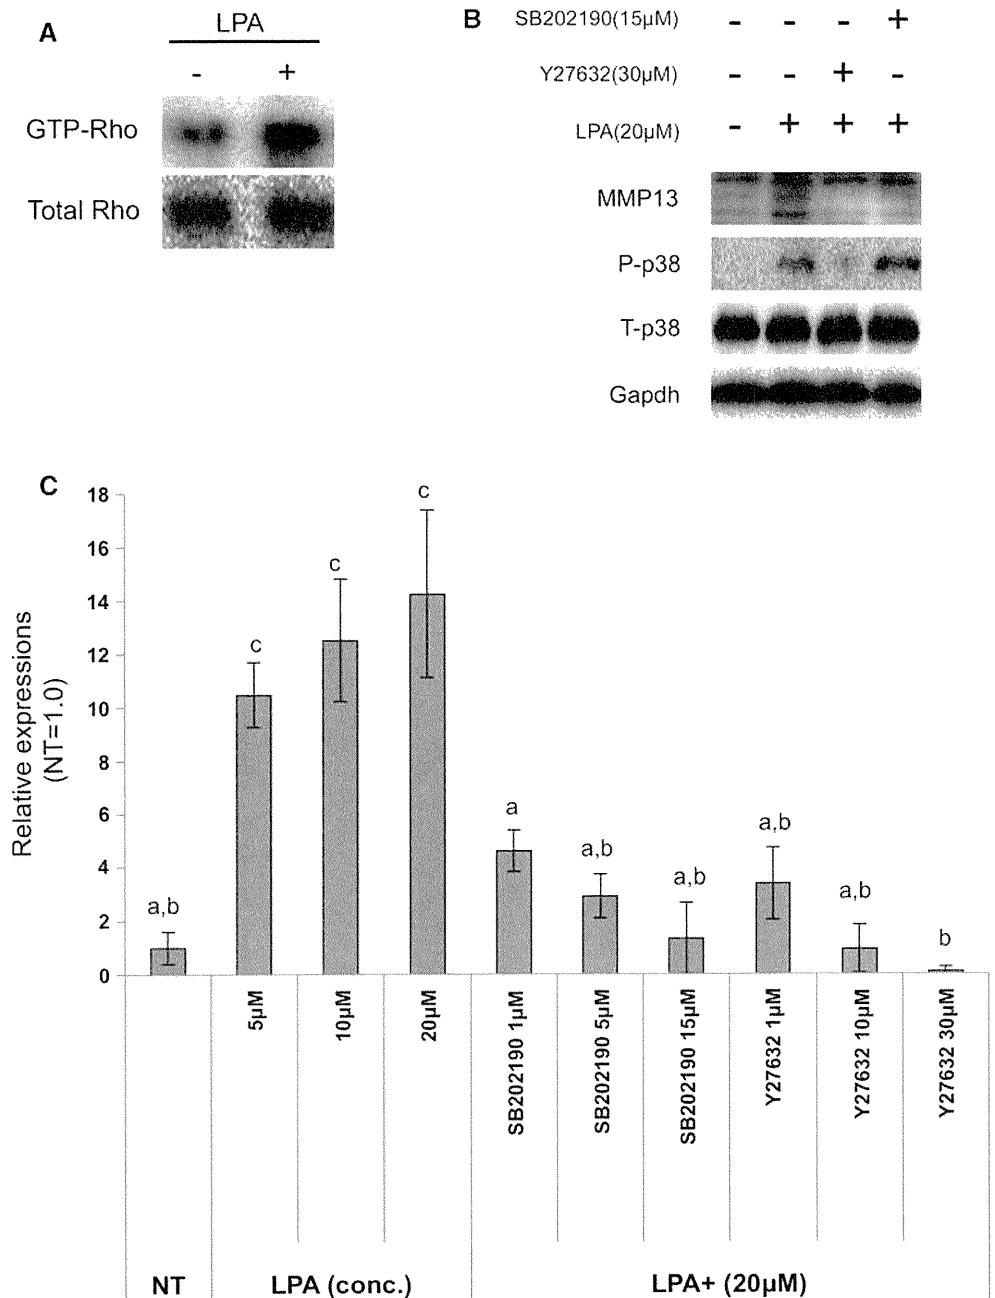 A
LPA
- +
GTP-Rho
Total Rho
B
SB202190(15µM) - - - +
Y27632(30µM) - - + -
LPA(20µM) - + + +
MMP13
P-p38
T-p38
Gapdh
C
Relative expressions
(NT=1.0)
18
16
14
12
10
8
6
4
2
0
a,b
c
c
c
a
a,b
a,b
a,b
a,b
b
5µM
10µM
20µM
SB202190 1µM
SB202190 5µM
SB202190 15µM
Y27632 1µM
Y27632 10µM
Y27632 30µM
NT
LPA (conc.)
LPA+ (20µM)